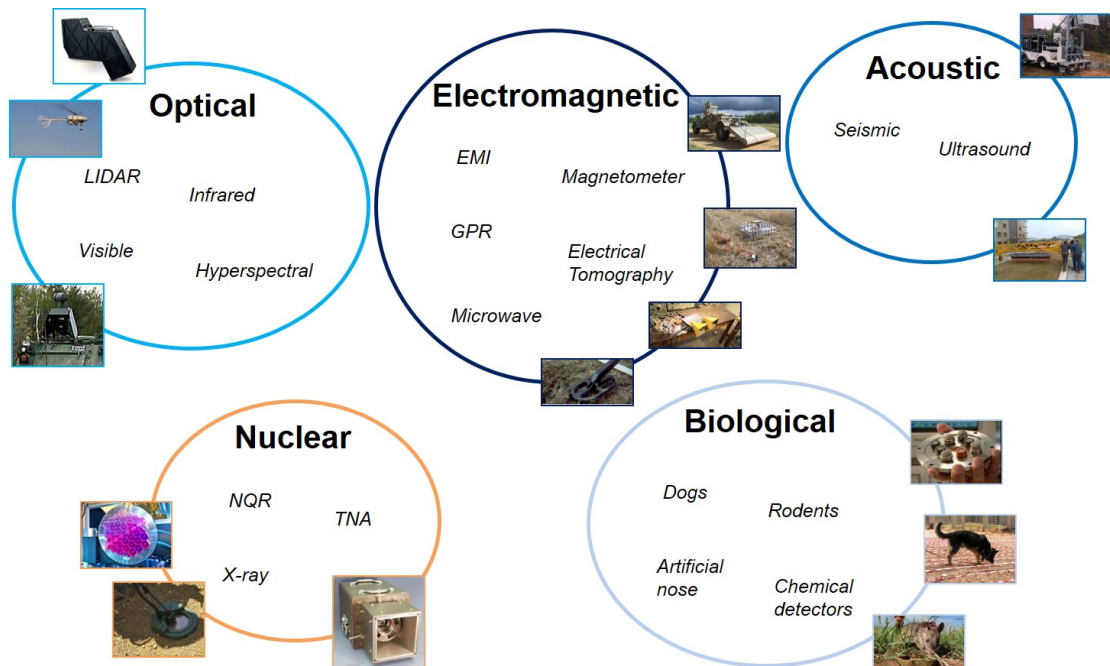 Optical
LIDAR
Infrared
Visible
Hyperspectral
Electromagnetic
EMI
Magnetometer
GPR
Electrical
Tomography
Microwave
Acoustic
Seismic
Ultrasound
Nuclear
NQR
TNA
X-ray
Biological
Dogs
Rodents
Artificial
nose
Chemical
detectors